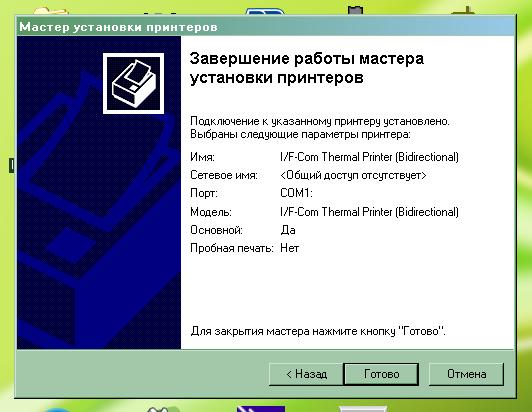 Мастер установки принтеров
Завершение работы мастера
установки принтеров
Подключение к указанному принтеру установлено.
Выбраны следующие параметры принтера:
Имя: I/F-Com Thermal Printer (Bidirectional)
Сетевое имя: <Общий доступ отсутствует>
Порт: COM1:
Модель: I/F-Com Thermal Printer (Bidirectional)
Основной: Да
Пробная печать: Нет
Для закрытия мастера нажмите кнопку "Готово".
< Назад Готово Отмена